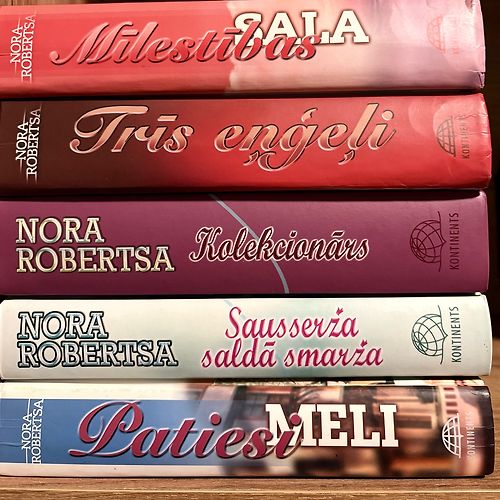 NORA
ROBERTSA
Mīlestības
SALA
NORA
ROBERTSA
Trīs eņģeļi
KONTINENTS
NORA
ROBERTSA
Kolekcionārs
KONTINENTS
NORA
ROBERTSA
Sausserža
saldā smarža
KONTINENTS
NORA
ROBERTSA
Patiesi
MELI
KONTINENTS